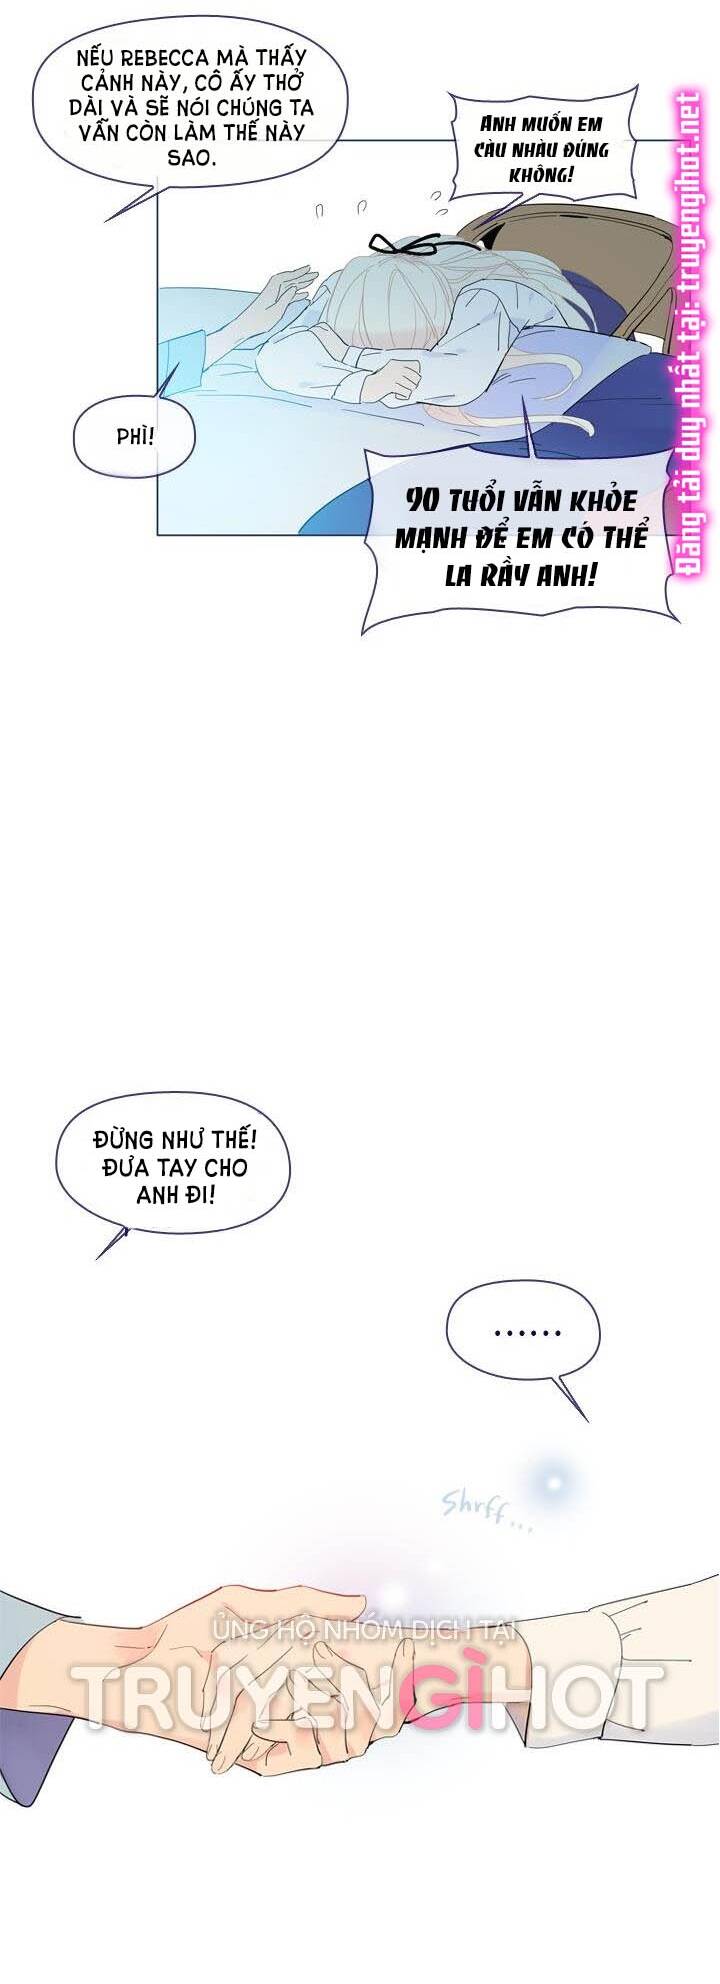 NẾU REBECCA MÀ THẤY
CẢNH NÀY, CÔ ẤY THỞ
DÀI VÀ SẼ NÓI CHÚNG TA
VẪN CÒN LÀM THẾ NÀY
SAO.
ANH MUỐN EM
CÀU NHÀU ĐÚNG
KHÔNG!
PHÌ!
90 TUỔI VẪN KHỎE
MẠNH ĐỂ EM CÓ THỂ
LA RẦY ANH!
Đăng tải duy nhất tại: truyengihot.net
ĐỪNG NHƯ THẾ!
ĐƯA TAY CHO
ANH ĐI!
......
Shrff...
ỦNG HỘ NHÓM DỊCH TẠI
TRUYENGIHOT